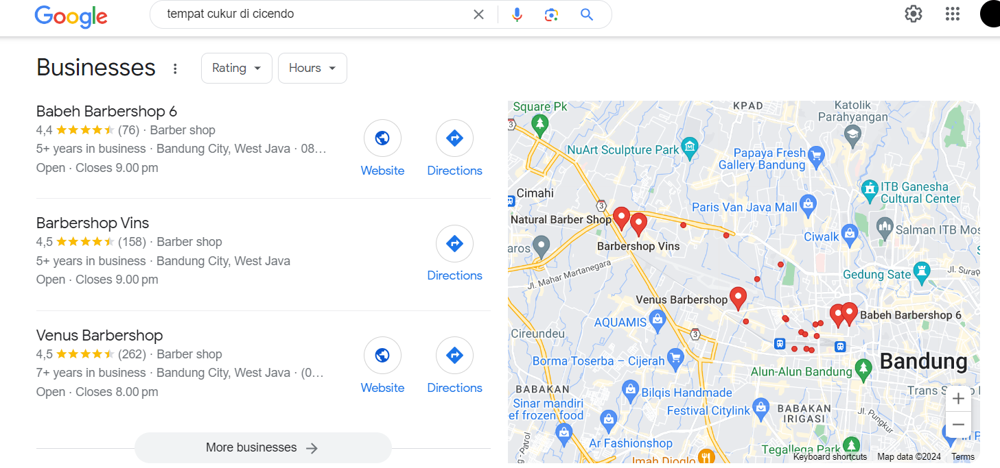 Google
tempat cukur di cicendo
Businesses
Rating
Hours
Babeh Barbershop 6
4,4 (76) · Barber shop
5+ years in business · Bandung City, West Java · 08…
Open · Closes 9.00 pm
Website
Directions
Barbershop Vins
4,5 (158) · Barber shop
5+ years in business · Bandung City, West Java
Open · Closes 9.00 pm
Directions
Venus Barbershop
4,5 (262) · Barber shop
7+ years in business · Bandung City, West Java · (0…
Open · Closes 8.00 pm
Website
Directions
More businesses
Square Pk
KPAD
Katolik
Parahyangan
3
NuArt Sculpture Park
Papaya Fresh
Gallery Bandung
Cimahi
ITB Ganesha
Cultural Center
3
Paris Van Java Mall
Natural Barber Shop
Salman ITB Mos
Ciwalk
Barbershop Vins
aros
Jl. Mahar Martanegara
Gedung Sate
Jl. Surap
Venus Barbershop
Babeh Barbershop 6
AQUAMIS
Cireundeu
3
Borma Toserba – Cijerah
Bandung
Alun-Alun Bandung
BABAKAN
Bilqis Handmade
Trans S
Sinar mandiri
ef frozen food
Festival Citylink
BABAKAN
IRIGASI
Jl. Pungkur
+
−
- Patrol
Ar Fashionshop
Tegallega Park
in P
Imah Dioglo
Keyboard shortcuts
Map data ©2024
Terms